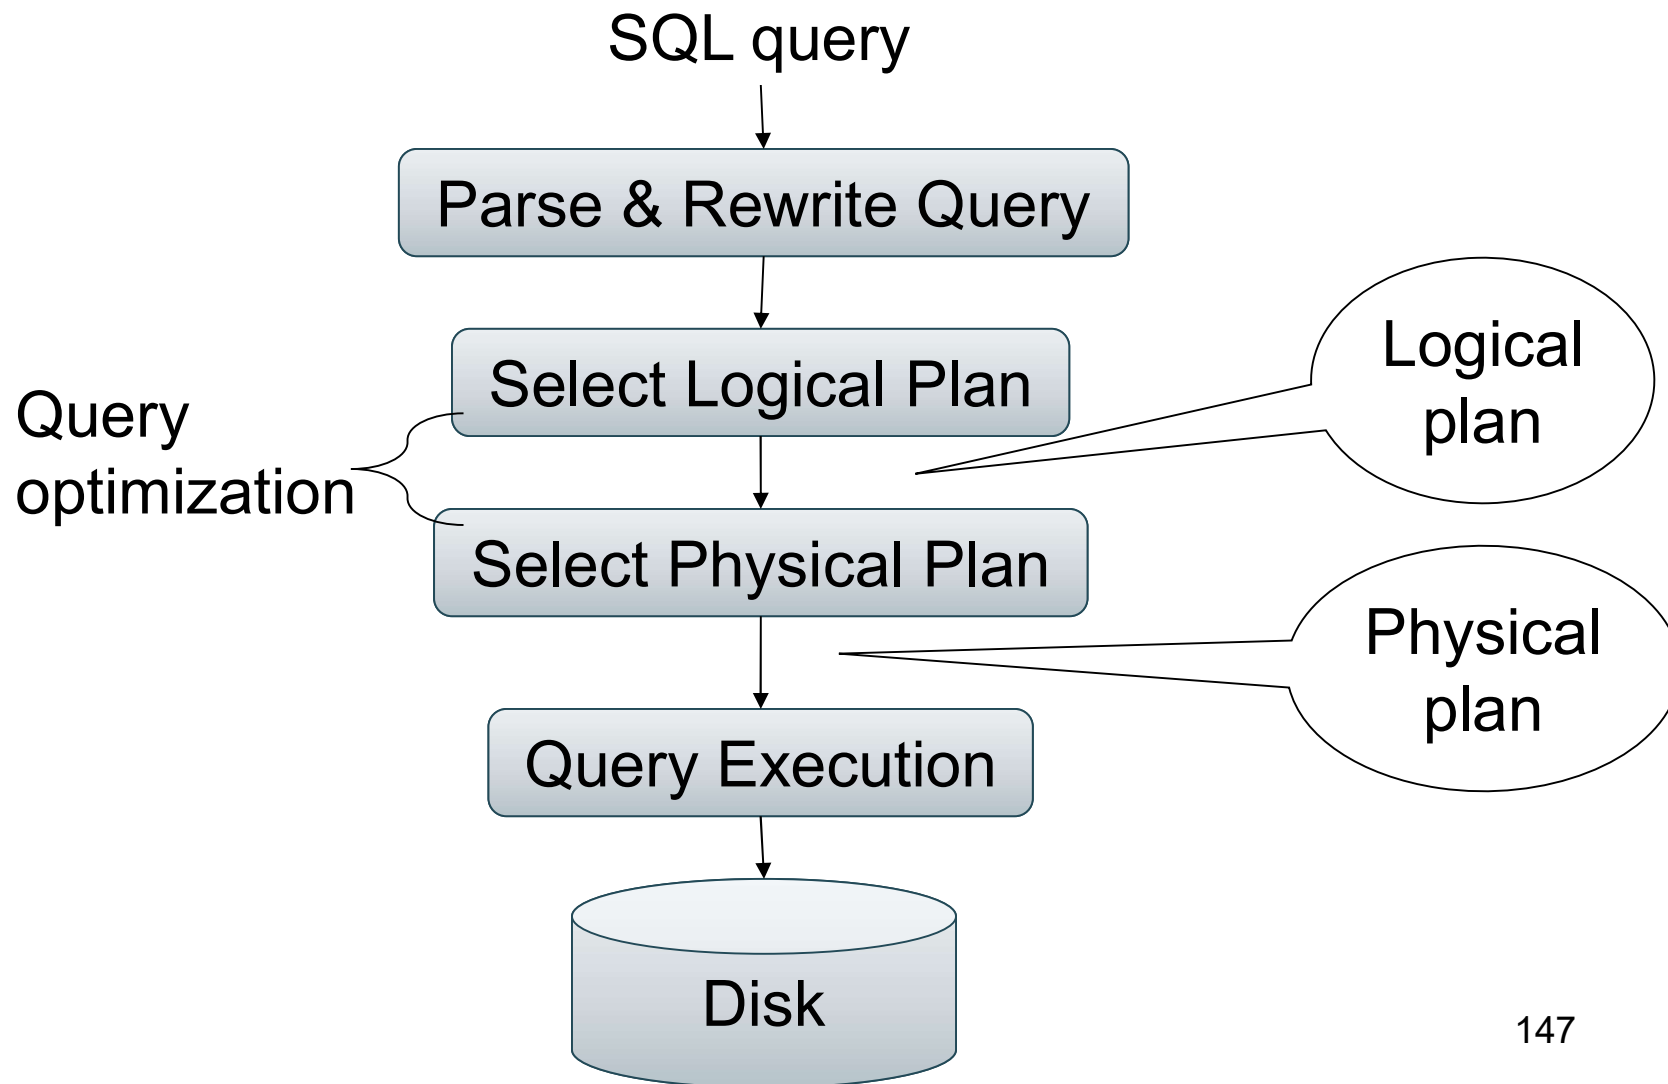 SQL query
Parse & Rewrite Query
Select Logical Plan
Logical
plan
Query
optimization
Select Physical Plan
Physical
plan
Query Execution
Disk
147